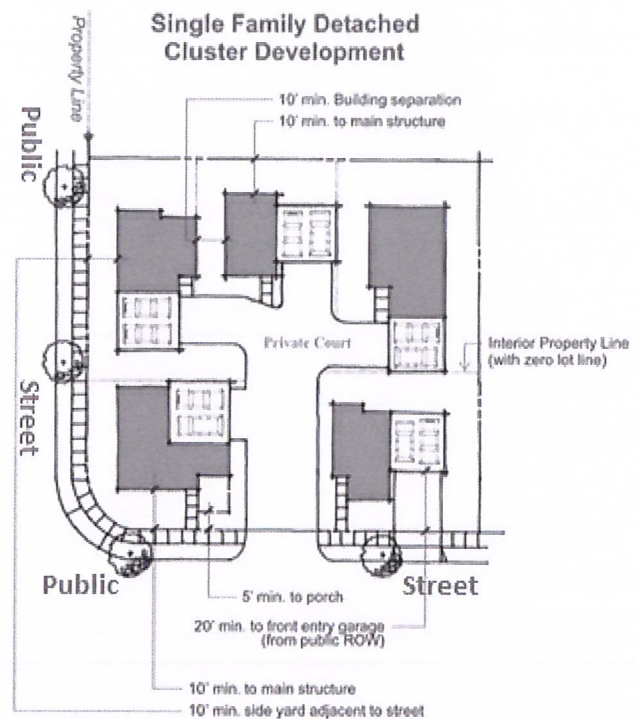 Single Family Detached
Cluster Development
Property Line
Public
10' min. Building separation
10' min. to main structure
Private Court
Interior Property Line
(with zero lot line)
Street
Public
Street
5' min. to porch
20' min. to front entry garage
(from public ROW)
10' min. to main structure
10' min. side yard adjacent to street